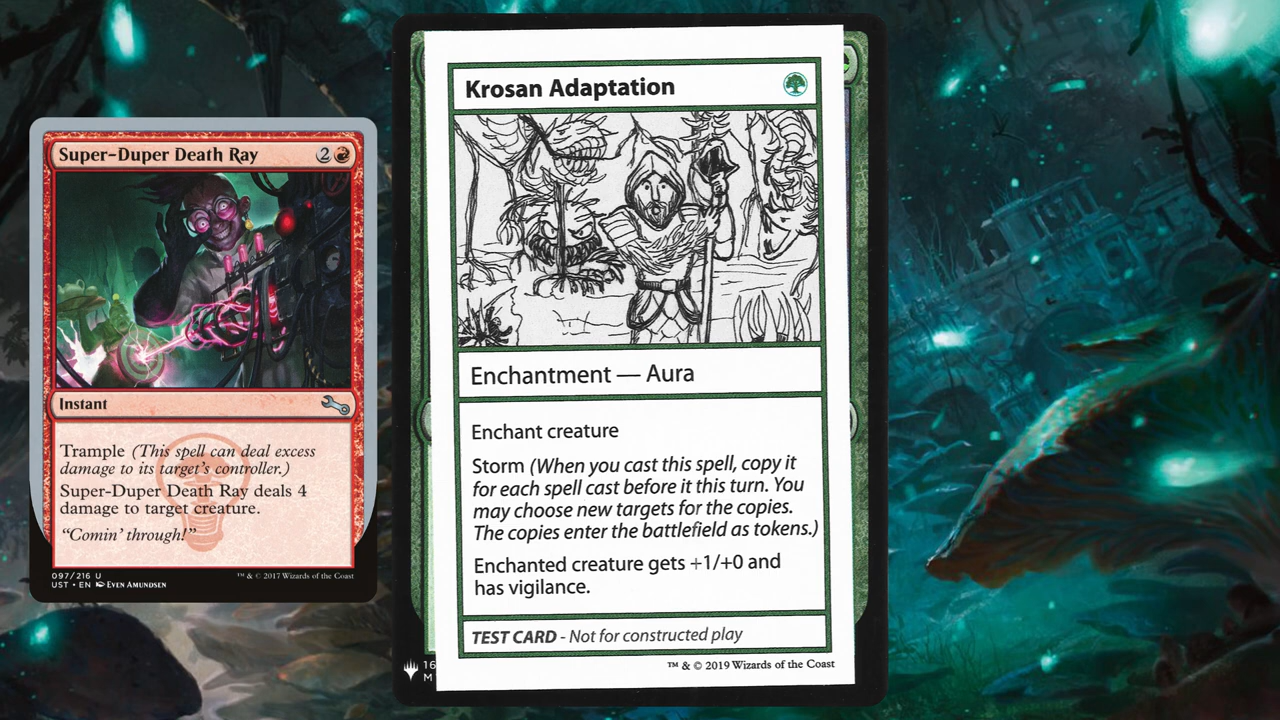 Super-Duper Death Ray 2
Instant
Trample (This spell can deal excess
damage to its target's controller.)
Super-Duper Death Ray deals 4
damage to target creature.
"Comin' through!"
097/216 U
UST • EN Even Amundsen
™ & © 2017 Wizards of the Coast
Krosan Adaptation
Enchantment — Aura
Enchant creature
Storm (When you cast this spell, copy it
for each spell cast before it this turn. You
may choose new targets for the copies.
The copies enter the battlefield as tokens.)
Enchanted creature gets +1/+0 and
has vigilance.
TEST CARD - Not for constructed play
™ & © 2019 Wizards of the Coast
16
M